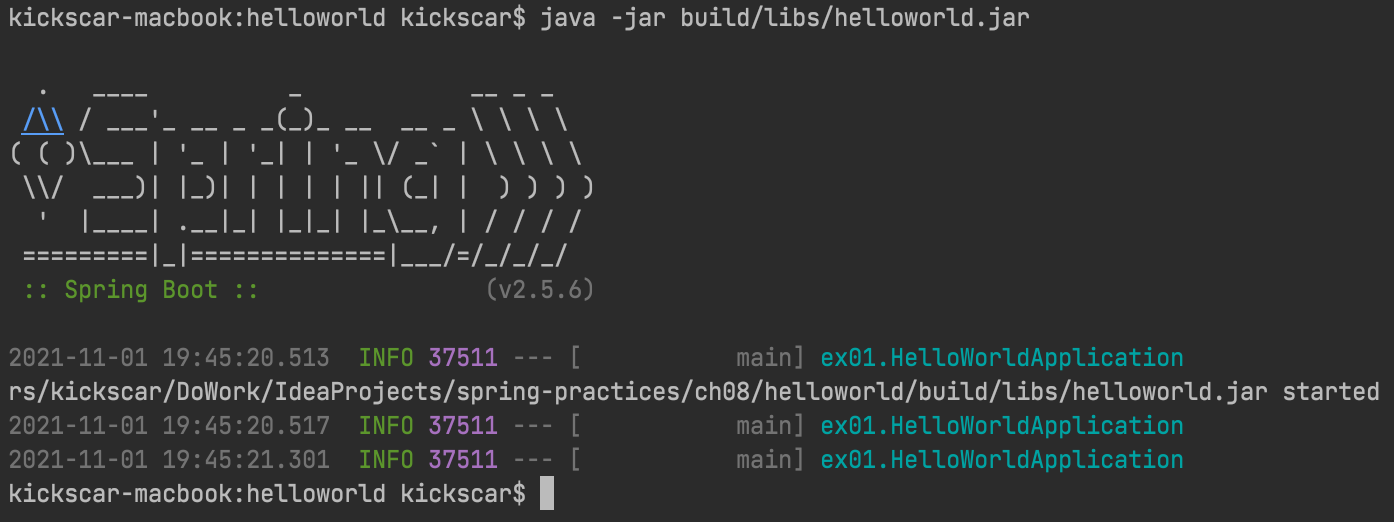 kickscar-macbook:helloworld kickscar$ java -jar build/libs/helloworld.jar
  .   ____          _            __ _ _
 /\\ / ___'_ __ _ _(_)_ __  __ _ \ \ \ \
( ( )\___ | '_ | '_| | '_ \/ _` | \ \ \ \
 \\/  ___)| |_)| | | | | || (_| |  ) ) ) )
  '  |____| .__|_| |_|_| |_\__, | / / / /
 =========|_|==============|___/=/_/_/_/
 :: Spring Boot ::                (v2.5.6)
2021-11-01 19:45:20.513  INFO 37511 --- [           main] ex01.HelloWorldApplication
rs/kickscar/DoWork/IdeaProjects/spring-practices/ch08/helloworld/build/libs/helloworld.jar started
2021-11-01 19:45:20.517  INFO 37511 --- [           main] ex01.HelloWorldApplication
2021-11-01 19:45:21.301  INFO 37511 --- [           main] ex01.HelloWorldApplication
kickscar-macbook:helloworld kickscar$